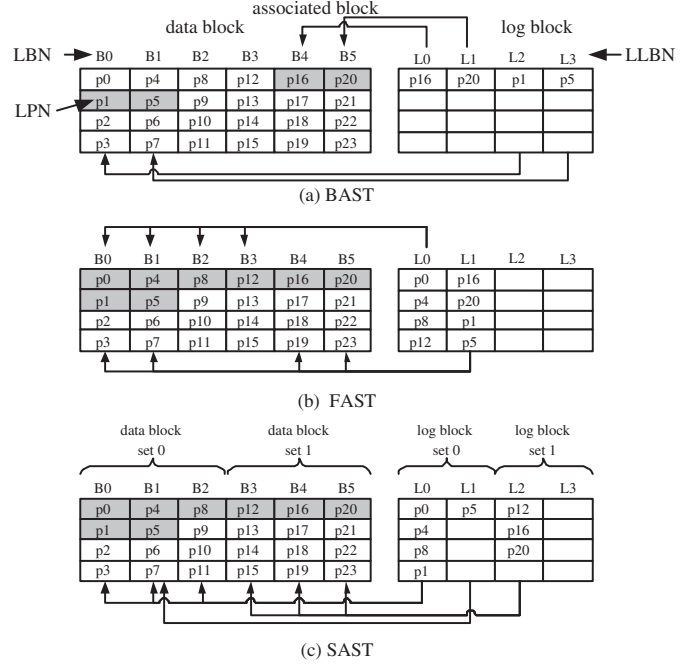 associated block
data block log block
LBN B0 B1 B2 B3 B4 B5 L0 L1 L2 L3 LLBN
p0 p4 p8 p12 p16 p20 p16 p20 p1 p5
LPN p1 p5 p9 p13 p17 p21
p2 p6 p10 p14 p18 p22
p3 p7 p11 p15 p19 p23
(a) BAST
B0 B1 B2 B3 B4 B5 L0 L1 L2 L3
p0 p4 p8 p12 p16 p20 p0 p16
p1 p5 p9 p13 p17 p21 p4 p20
p2 p6 p10 p14 p18 p22 p8 p1
p3 p7 p11 p15 p19 p23 p12 p5
(b) FAST
data block data block log block log block
set 0 set 1 set 0 set 1
B0 B1 B2 B3 B4 B5 L0 L1 L2 L3
p0 p4 p8 p12 p16 p20 p0 p5 p12
p1 p5 p9 p13 p17 p21 p4 p16
p2 p6 p10 p14 p18 p22 p8 p20
p3 p7 p11 p15 p19 p23 p1
(c) SAST